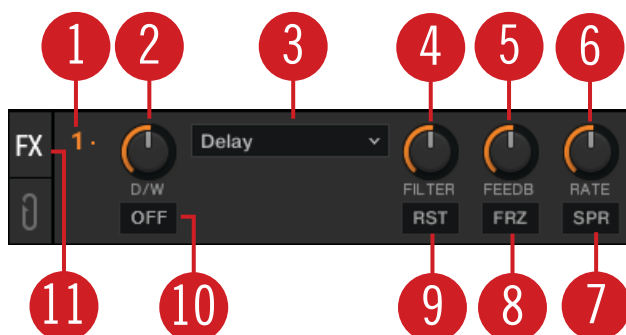 1 2 3 4 5 6
FX 1 · Delay
D/W FILTER FEEDB RATE
OFF RST FRZ SPR
11 10 9 8 7